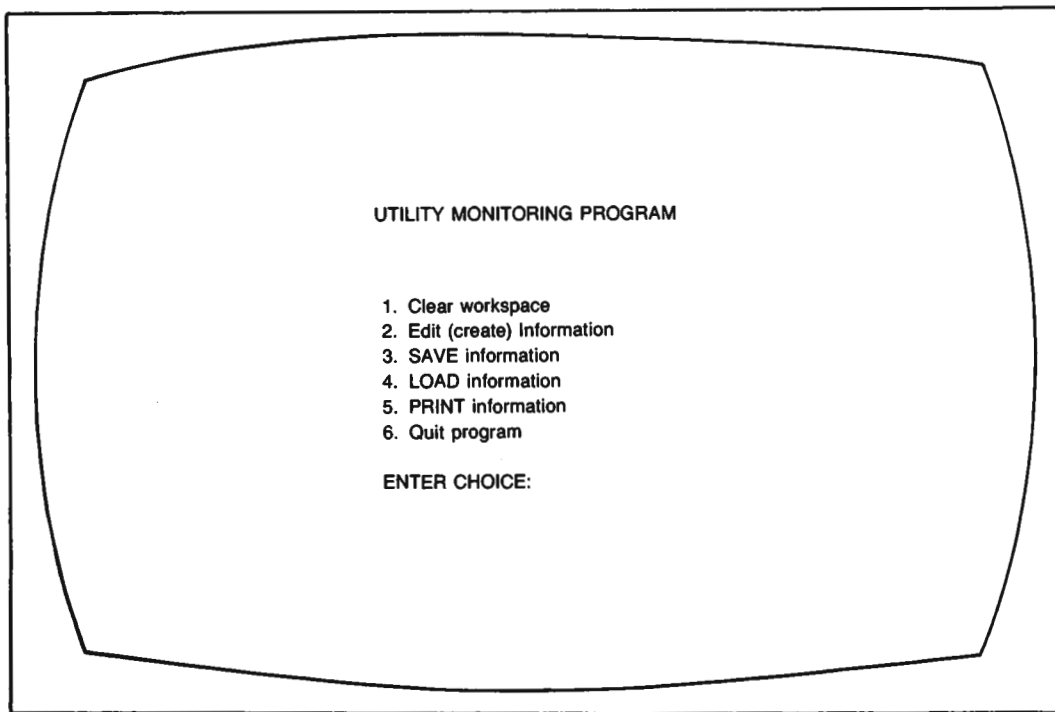 UTILITY MONITORING PROGRAM
1. Clear workspace
2. Edit (create) Information
3. SAVE information
4. LOAD information
5. PRINT information
6. Quit program
ENTER CHOICE: